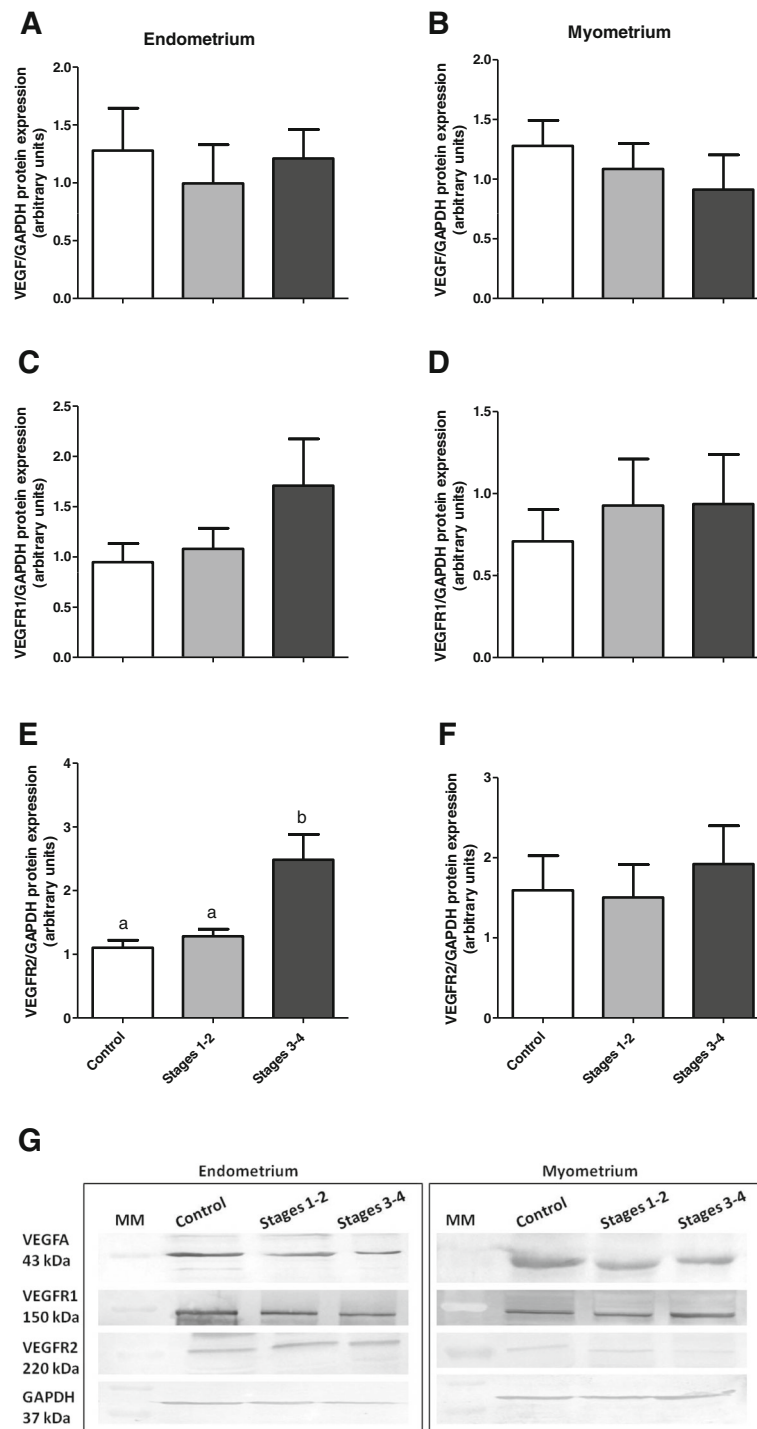 A
Endometrium
B
Myometrium
VEGF/GAPDH protein expression
(arbitrary units)
2.0
1.5
1.0
0.5
0.0
VEGF/GAPDH protein expression
(arbitrary units)
2.0
1.5
1.0
0.5
0.0
C
D
VEGFR1/GAPDH protein expression
(arbitrary units)
2.5
2.0
1.5
1.0
0.5
0.0
VEGFR1/GAPDH protein expression
(arbitrary units)
1.5
1.0
0.5
0.0
E
F
VEGFR2/GAPDH protein expression
(arbitrary units)
4
3
2
1
0
a
a
b
Control
Stages 1-2
Stages 3-4
VEGFR2/GAPDH protein expression
(arbitrary units)
3
2
1
0
Control
Stages 1-2
Stages 3-4
G
Endometrium
Myometrium
MM
Control
Stages 1-2
Stages 3-4
MM
Control
Stages 1-2
Stages 3-4
VEGFA
43 kDa
VEGFR1
150 kDa
VEGFR2
220 kDa
GAPDH
37 kDa